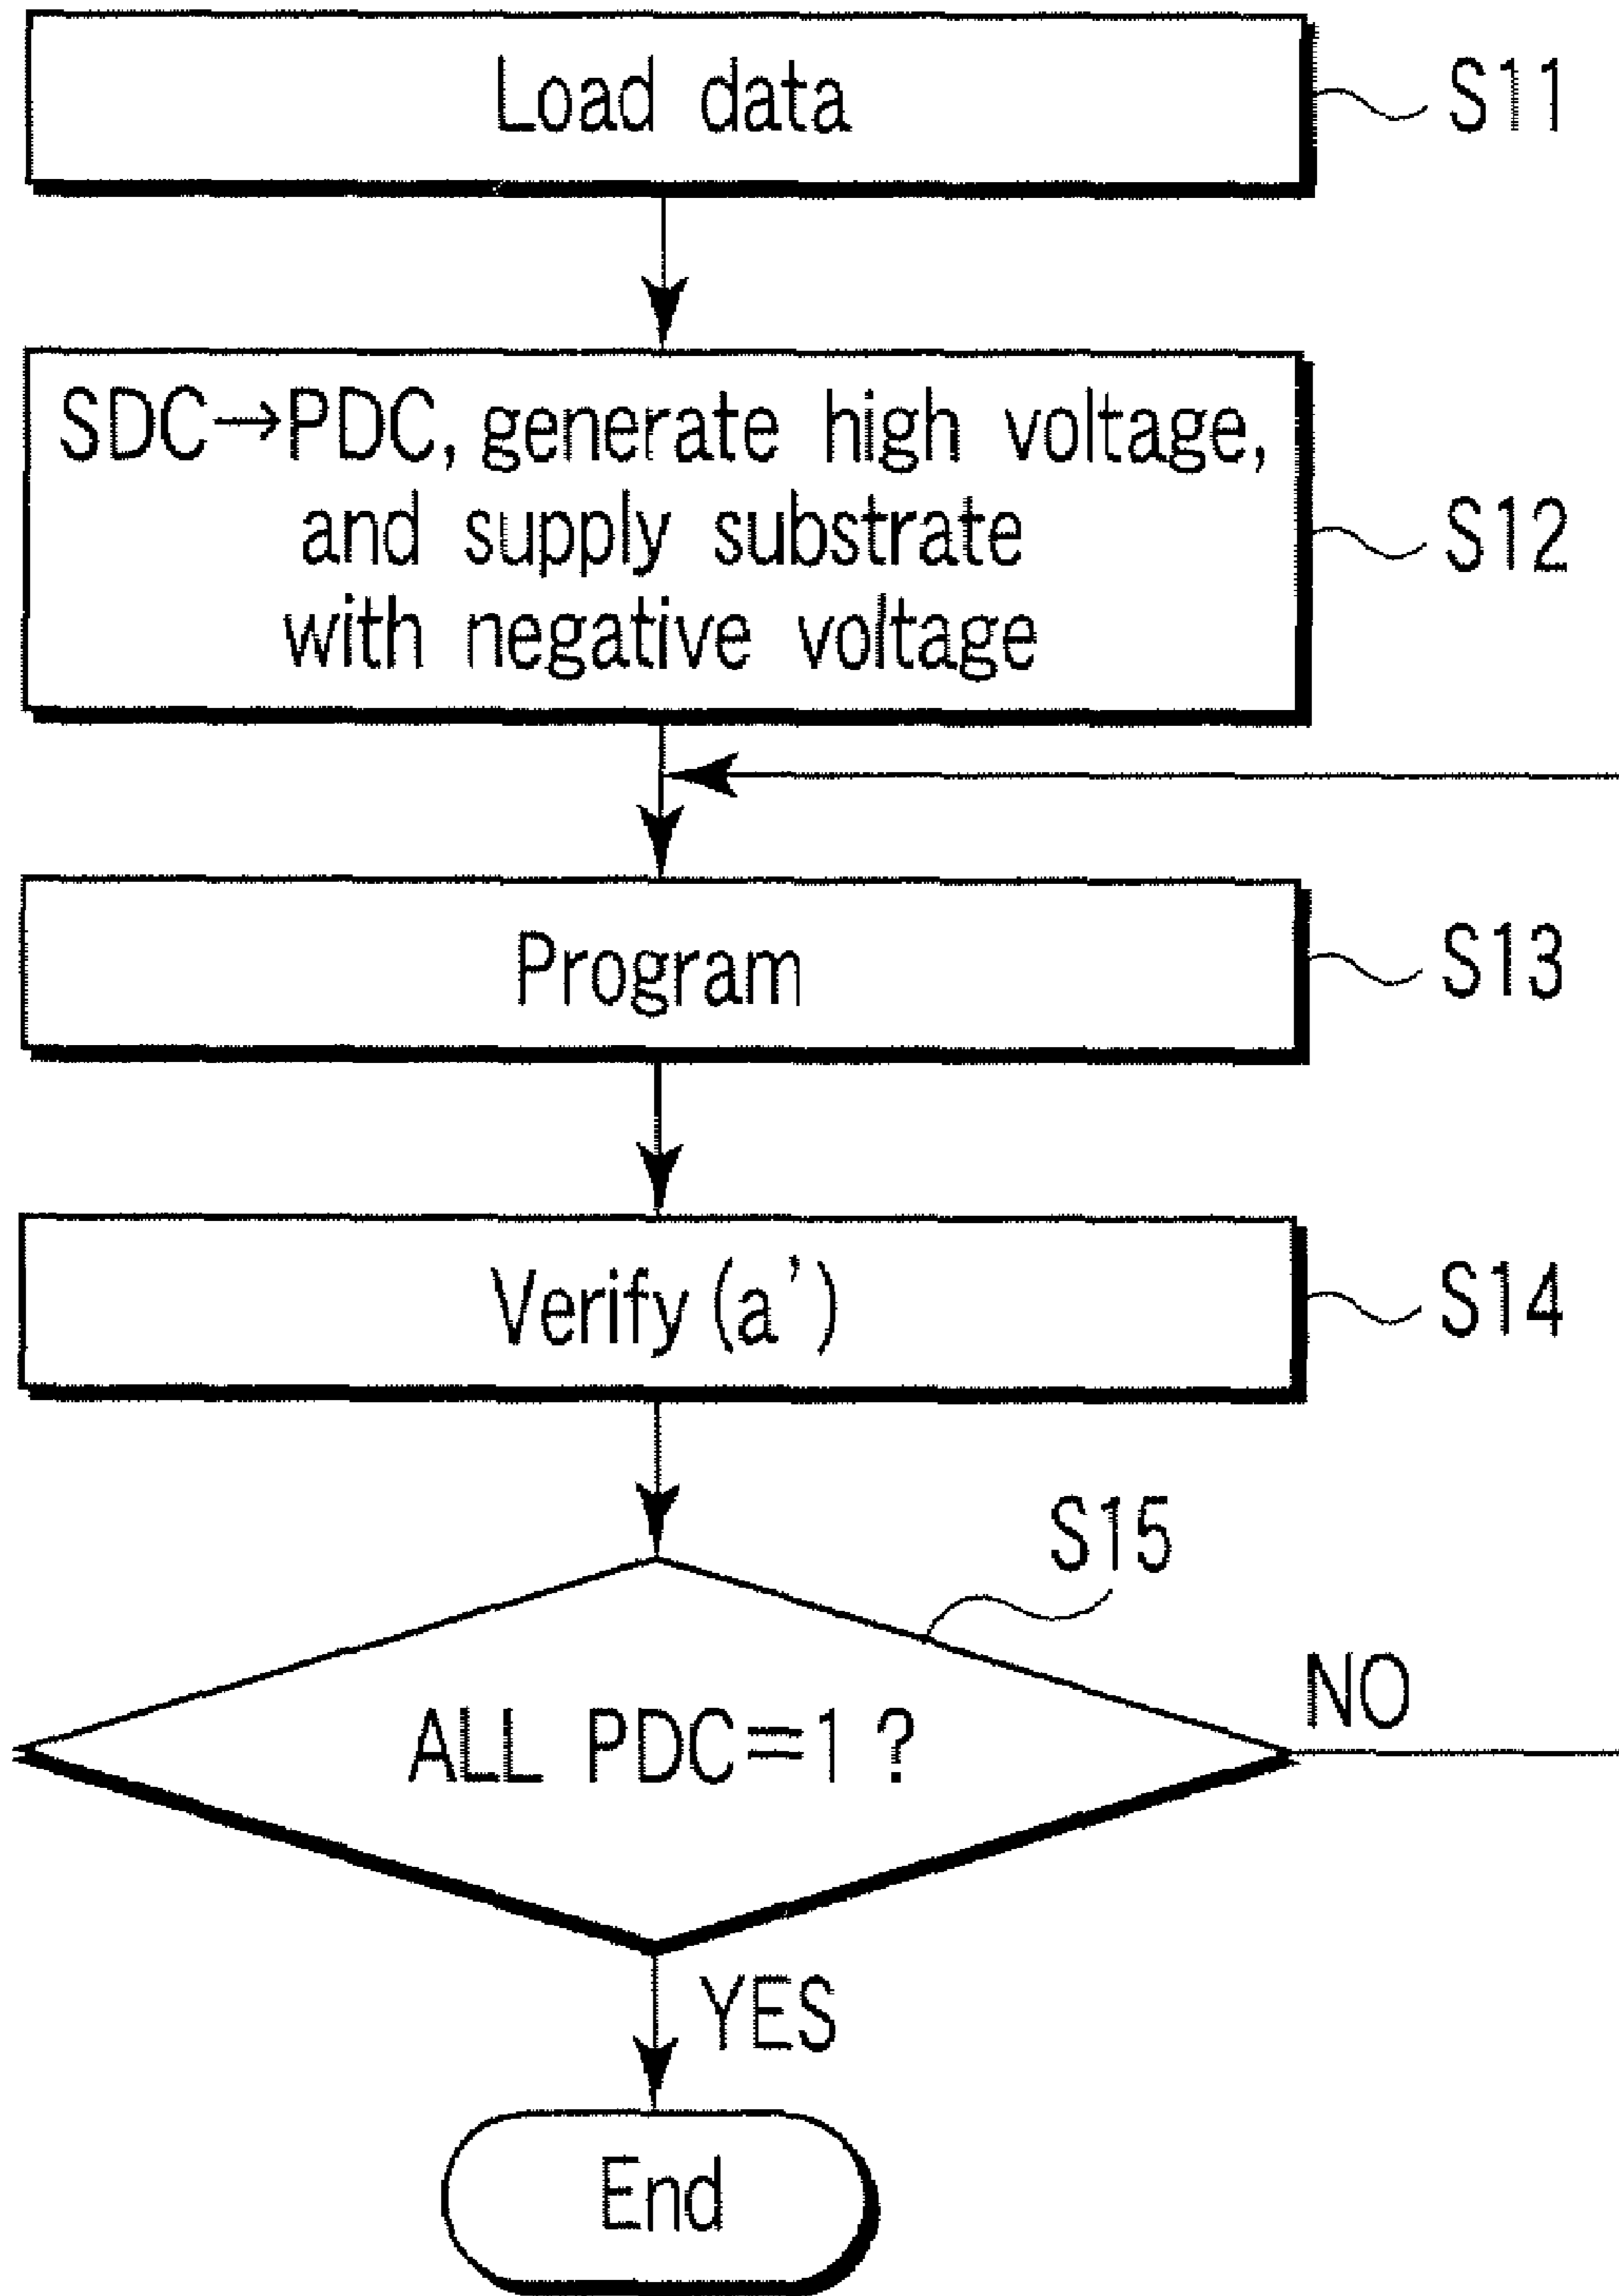 Load data
S11
SDC→PDC, generate high voltage,
and supply substrate
with negative voltage
S12
Program
S13
Verify (a')
S14
S15
ALL PDC=1 ?
NO
YES
End